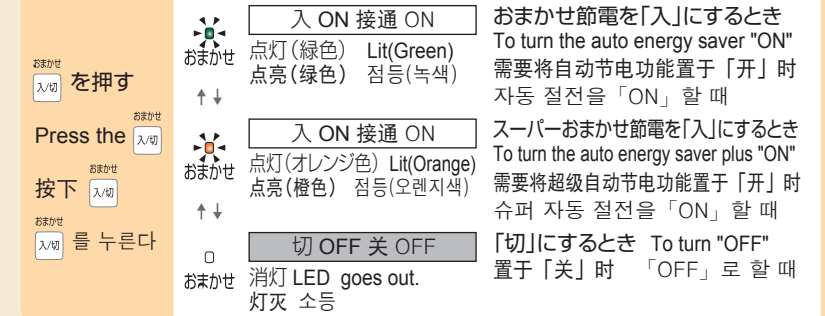 おまかせ
入/切 を押す
おまかせ
Press the 入/切
おまかせ
按下 入/切
おまかせ
入/切 를 누른다
おまかせ
入 ON 接通 ON
点灯(緑色) Lit(Green)
点亮(绿色) 점등(녹색)
おまかせ節電を「入」にするとき
To turn the auto energy saver "ON"
需要将自动节电功能置于「开」时
자동 절전을「ON」할 때
↑↓
おまかせ
入 ON 接通 ON
点灯(オレンジ色) Lit(Orange)
点亮(橙色) 점등(오렌지색)
スーパーおまかせ節電を「入」にするとき
To turn the auto energy saver plus "ON"
需要将超级自动节电功能置于「开」时
슈퍼 자동 절전을「ON」할 때
↑↓
おまかせ
切 OFF 关 OFF
消灯 LED goes out.
灯灭 소등
「切」にするとき To turn "OFF"
置于「关」时 「OFF」로 할 때